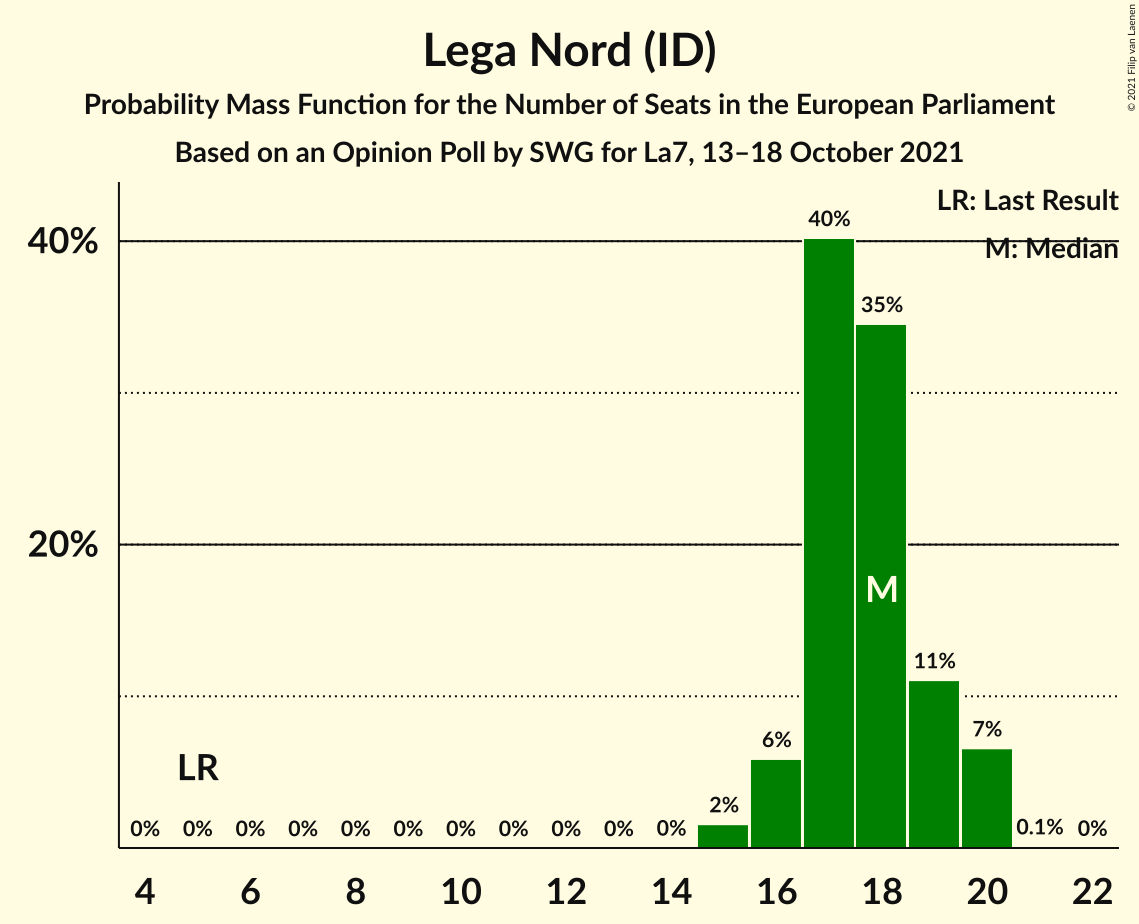 Lega Nord (ID)
Probability Mass Function for the Number of Seats in the European Parliament
Based on an Opinion Poll by SWG for La7, 13–18 October 2021
© 2021 Filip van Laenen
LR: Last Result
M: Median
40%
20%
40%
35%
M
11%
7%
6%
2%
LR
0% 0% 0% 0% 0% 0% 0% 0% 0% 0% 0% 0.1% 0%
4 6 8 10 12 14 16 18 20 22